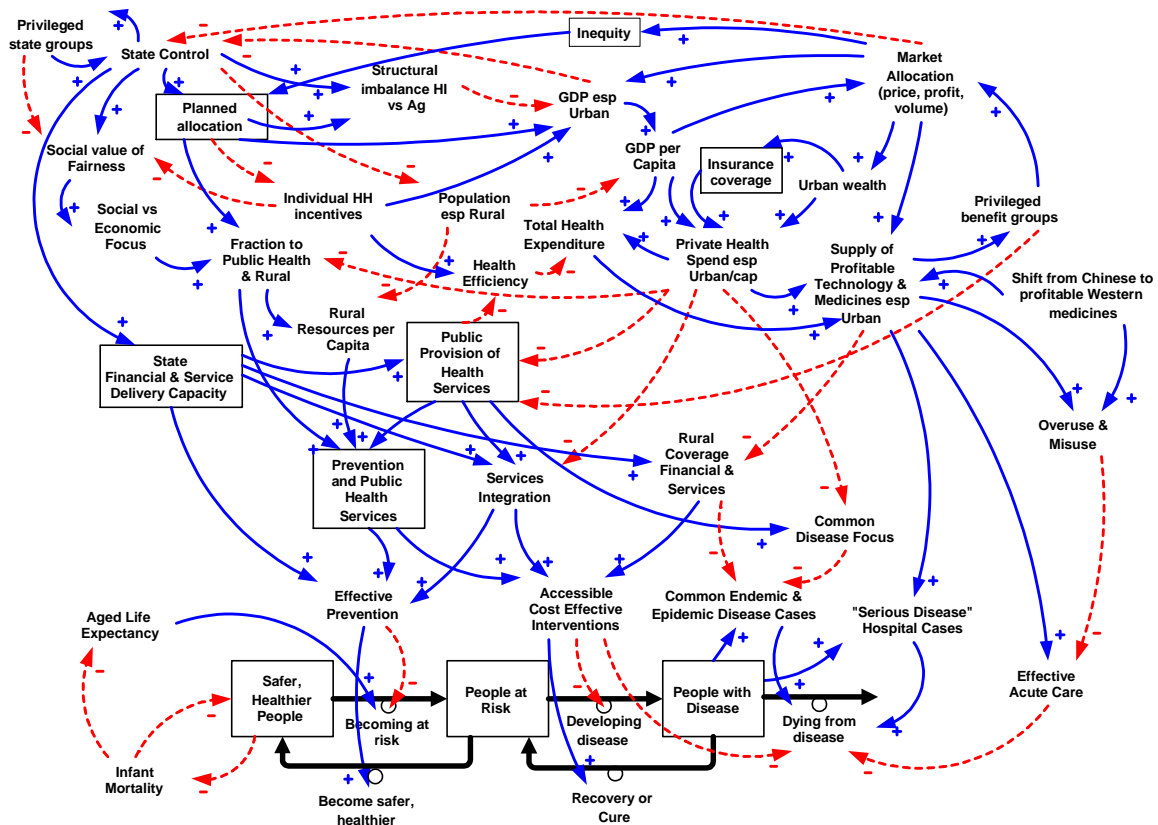 Privileged
state groups
State Control
Inequity
Market
Allocation
(price, profit,
volume)
Structural
imbalance HI
vs Ag
GDP esp
Urban
Planned
allocation
GDP per
Capita
Insurance
coverage
Urban wealth
Social value of
Fairness
Individual HH
incentives
Population
esp Rural
Privileged
benefit groups
Social vs
Economic
Focus
Fraction to
Public Health
& Rural
Total Health
Expenditure
Private Health
Spend esp
Urban/cap
Supply of
Profitable
Technology &
Medicines esp
Urban
Health
Efficiency
Shift from Chinese to
profitable Western
medicines
Rural
Resources per
Capita
Public
Provision of
Health
Services
State
Financial & Service
Delivery Capacity
Overuse &
Misuse
Rural
Coverage
Financial &
Services
Prevention
and Public
Health
Services
Services
Integration
Common
Disease Focus
Effective
Prevention
Accessible
Cost Effective
Interventions
Common Endemic &
Epidemic Disease Cases
"Serious Disease"
Hospital Cases
Aged Life
Expectancy
Effective
Acute Care
Safer,
Healthier
People
People at
Risk
People with
Disease
Becoming at
risk
Developing
disease
Dying from
disease
Infant
Mortality
Become safer,
healthier
Recovery or
Cure